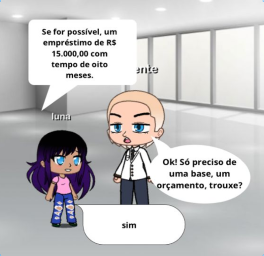 Se for possível, um
empréstimo de R$
15.000,00 com
tempo de oito
meses.
ente
luna
Ok! Só preciso de
uma base, um
orçamento, trouxe?
sim